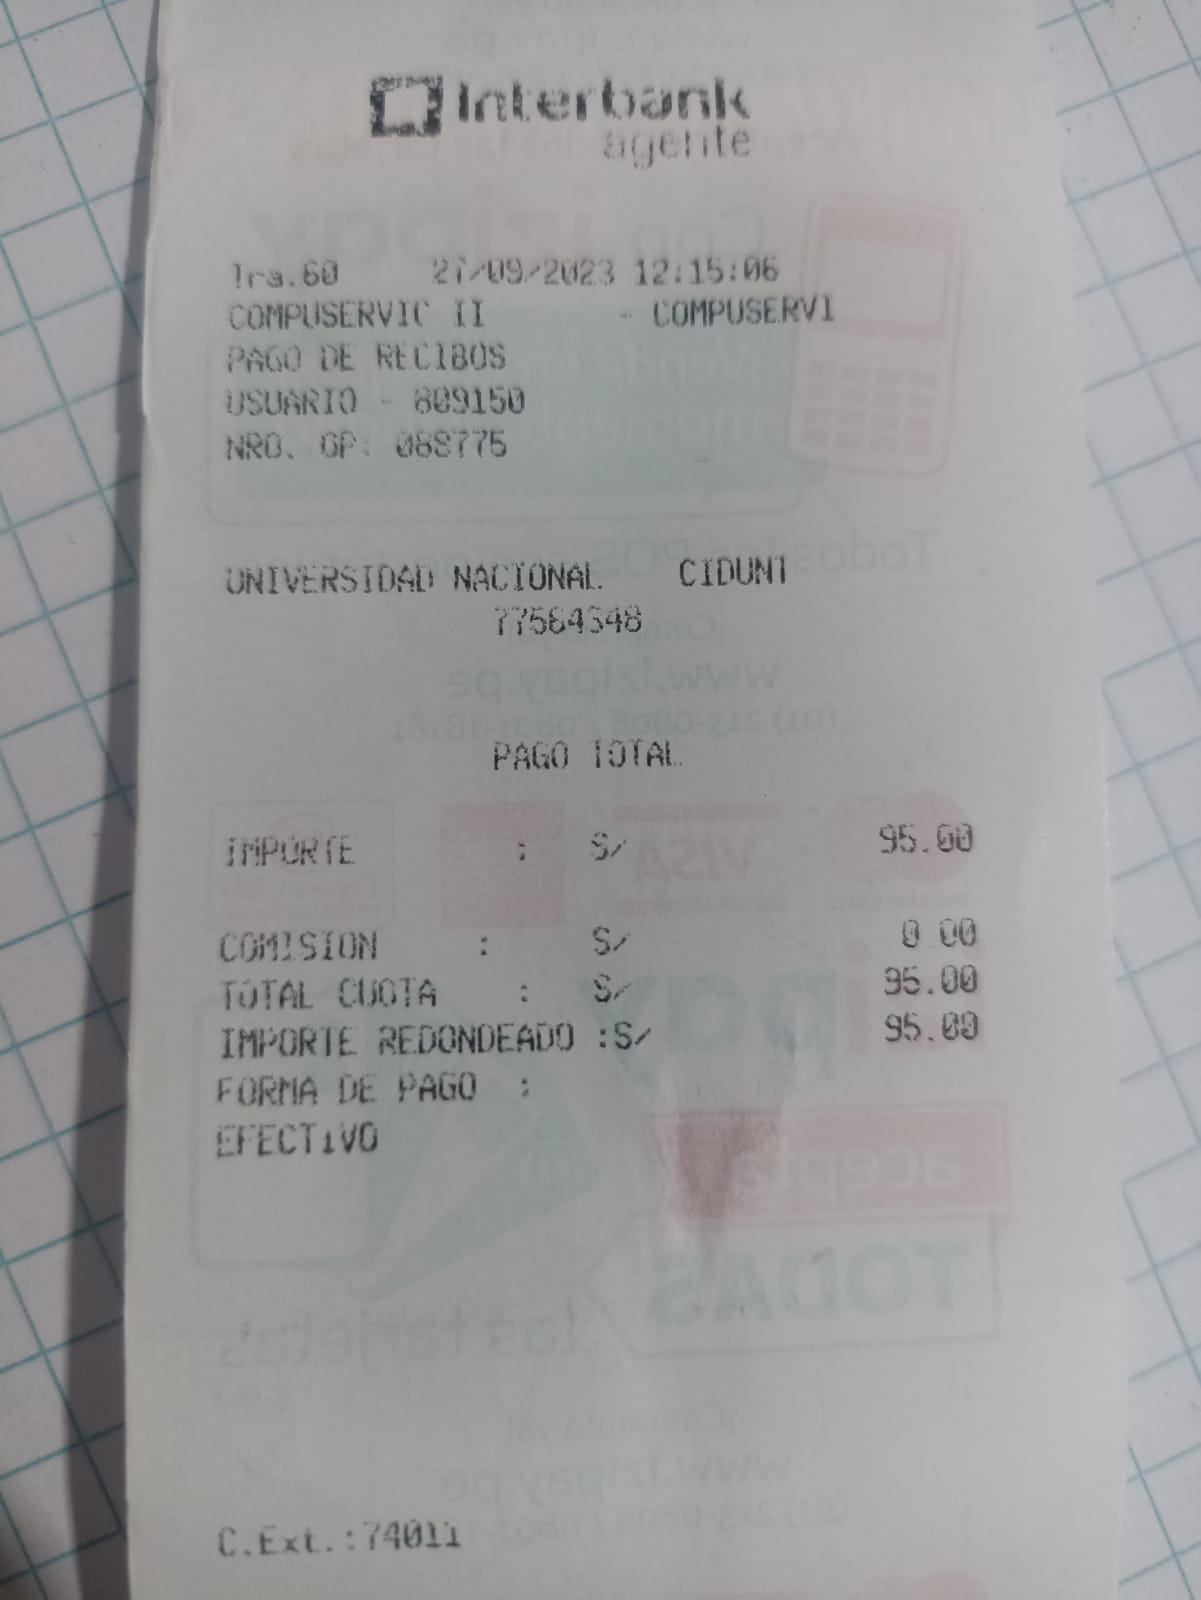 Interbank
agente
Tra.60 27/09/2023 12:15:06
COMPUSERVIC II - COMPUSERVI
PAGO DE RECIBOS
USUARIO - 809150
NRO. OP: 088775
UNIVERSIDAD NACIONAL CIDUNT
77564348
PAGO TOTAL
IMPORTE : S/ 95.00
COMISION : S/ 0.00
TOTAL CUOTA : S/ 95.00
IMPORTE REDONDEADO :S/ 95.00
FORMA DE PAGO :
EFECTIVO
C.Ext.:74011